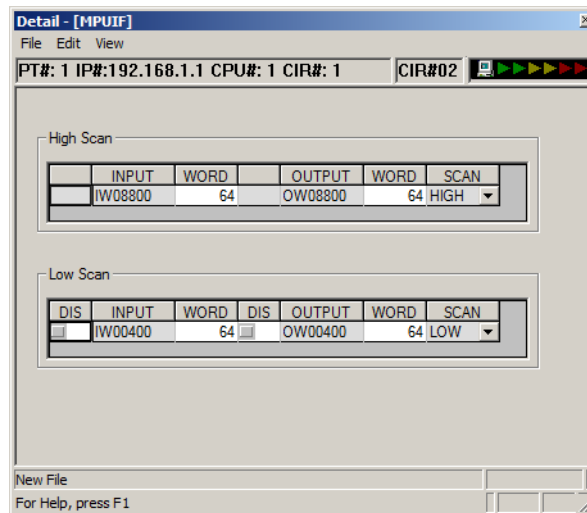 Detail - [MPUIF]
File Edit View
PT#: 1 IP#:192.168.1.1 CPU#: 1 CIR#: 1 CIR#02
High Scan
INPUT WORD OUTPUT WORD SCAN
IW08800 64 OW08800 64 HIGH
Low Scan
DIS INPUT WORD DIS OUTPUT WORD SCAN
IW00400 64 OW00400 64 LOW
New File
For Help, press F1